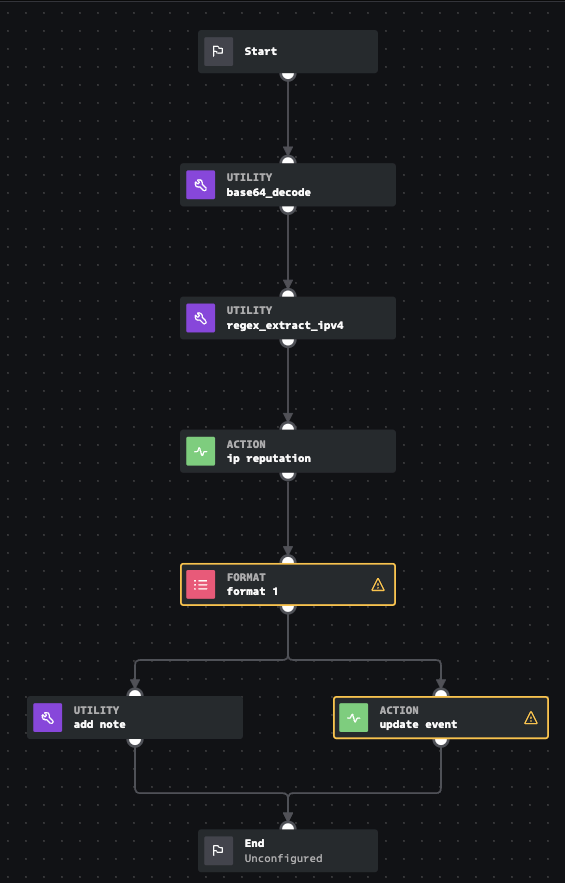 Start
UTILITY
base64_decode
UTILITY
regex_extract_ipv4
ACTION
ip reputation
FORMAT
format 1
UTILITY
add note
ACTION
update event
End
Unconfigured